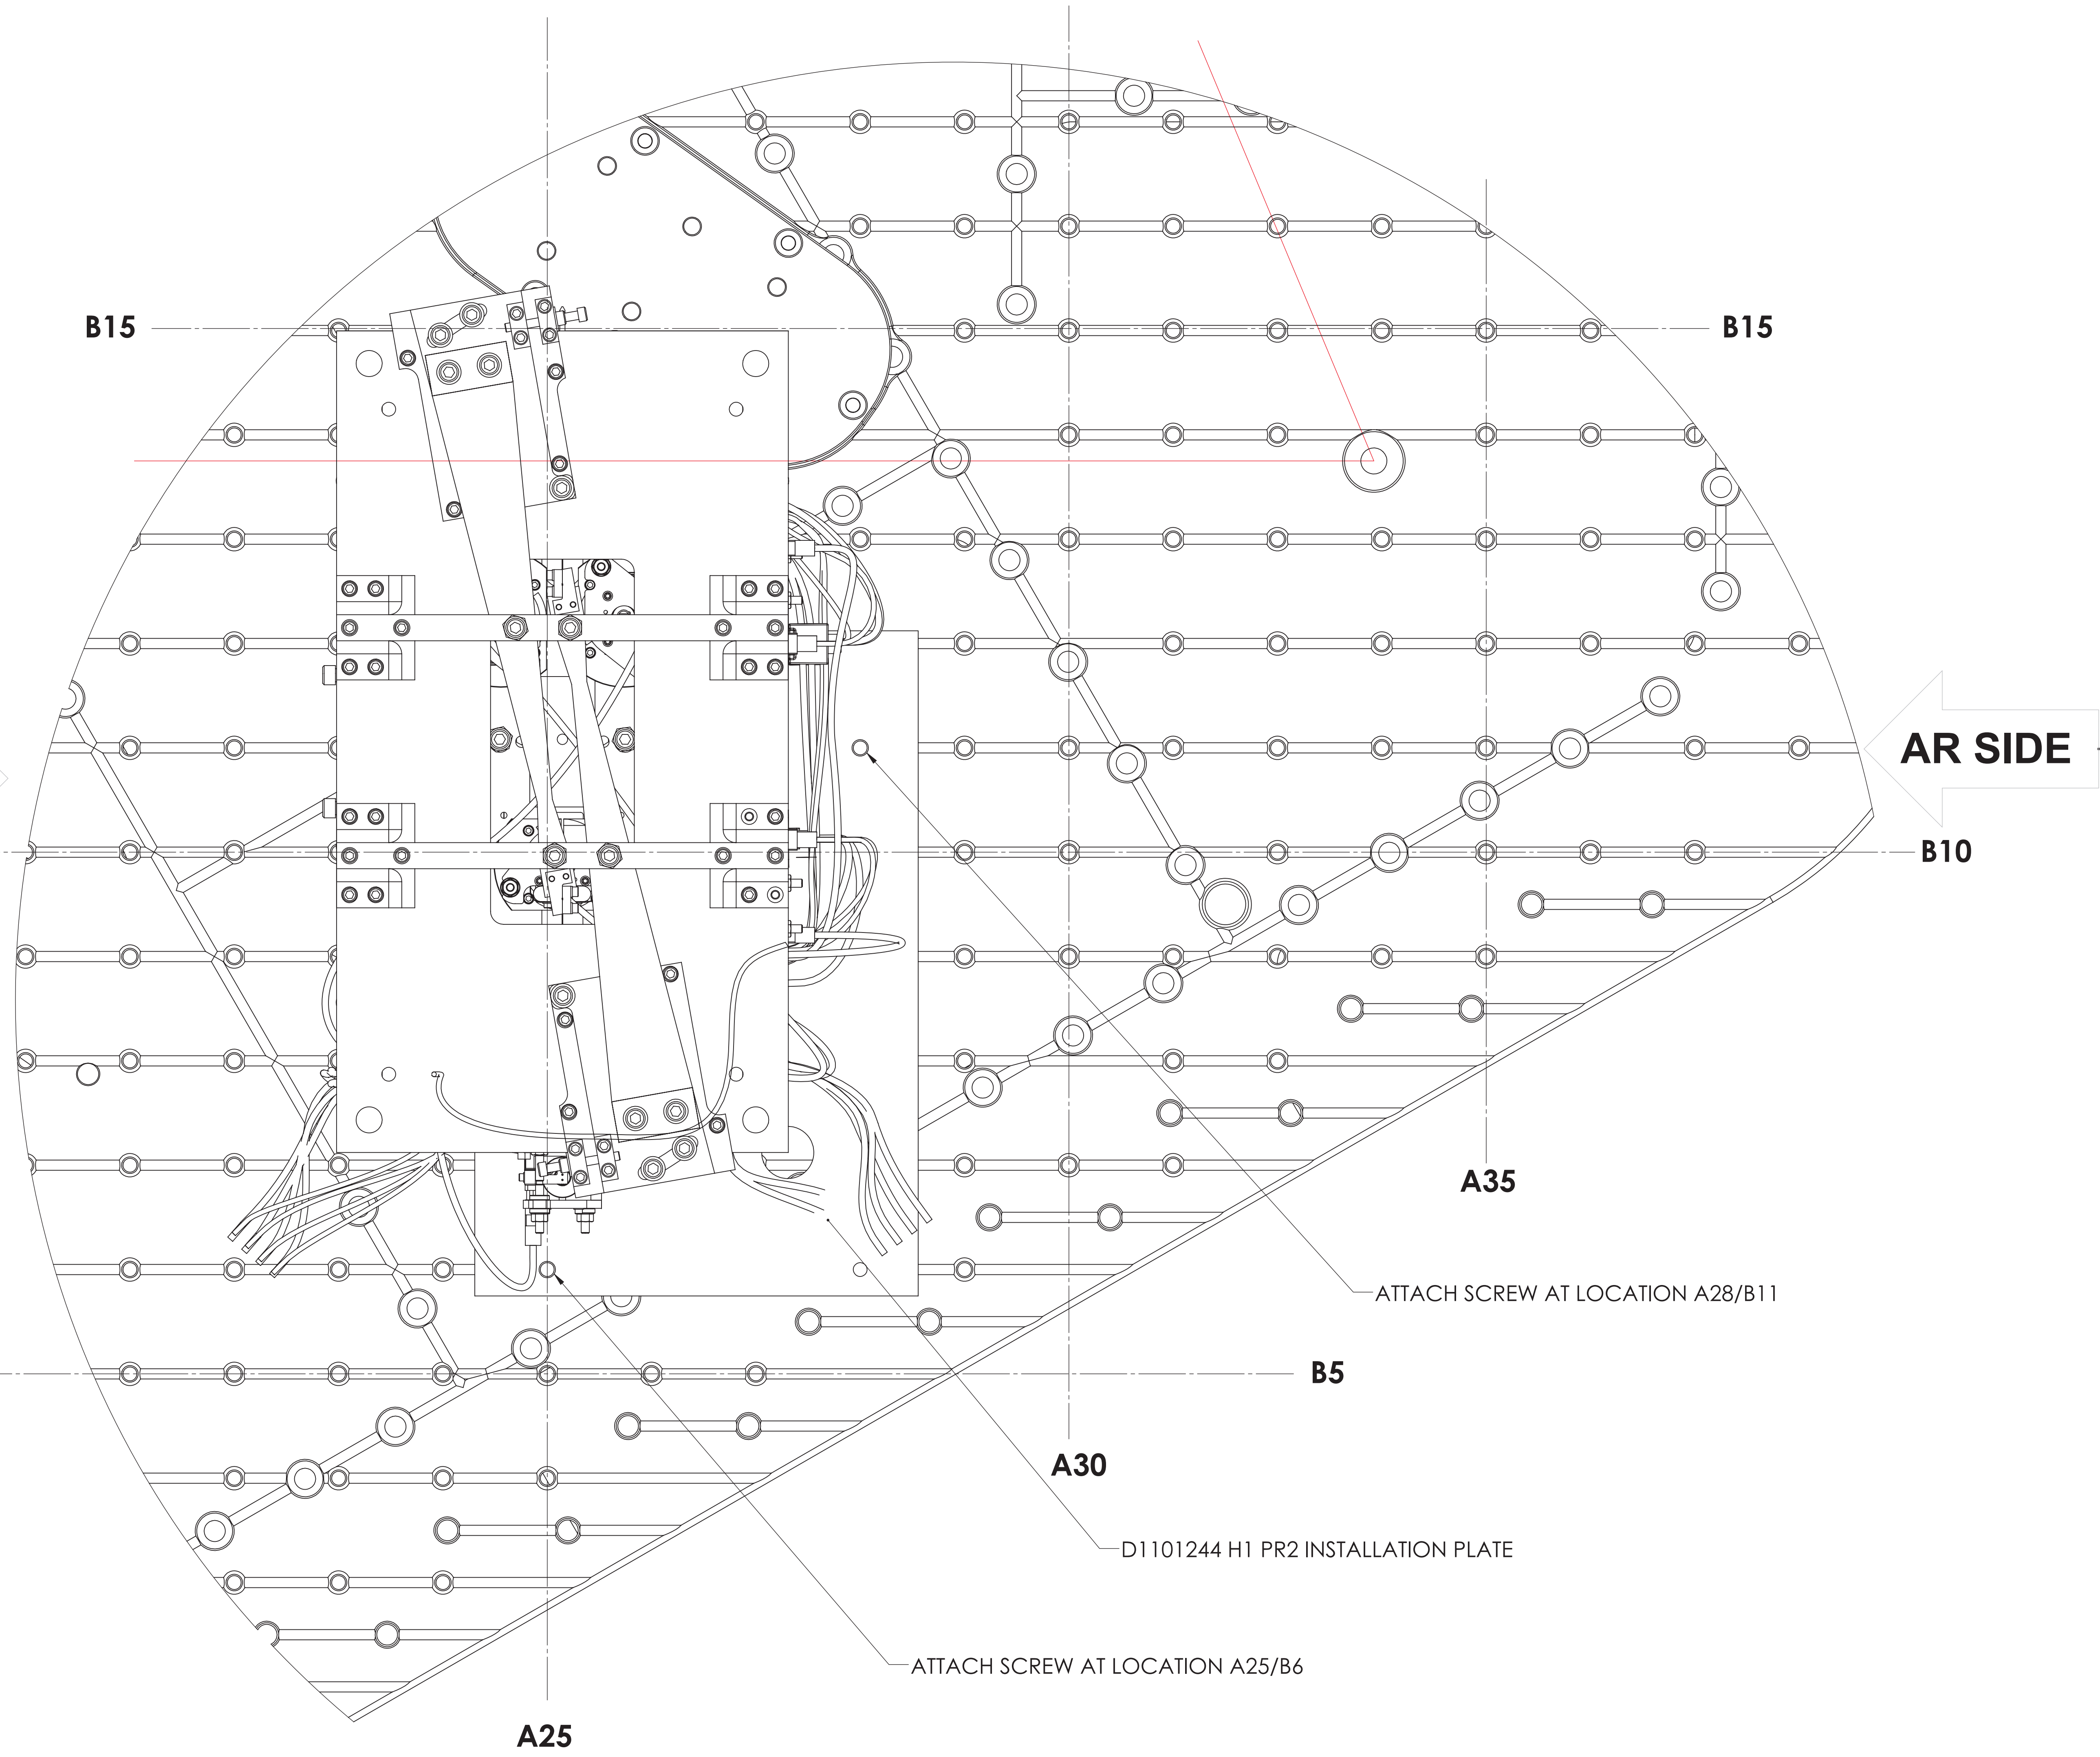 B15
B15
AR SIDE
B10
A35
ATTACH SCREW AT LOCATION A28/B11
B5
A30
D1101244 H1 PR2 INSTALLATION PLATE
ATTACH SCREW AT LOCATION A25/B6
A25